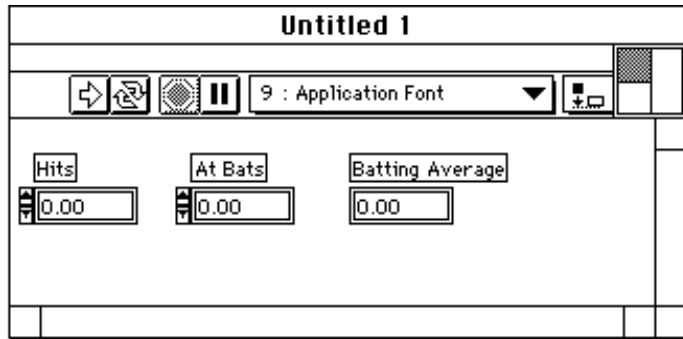 Untitled 1
9 : Application Font
Hits At Bats Batting Average
0.00 0.00 0.00